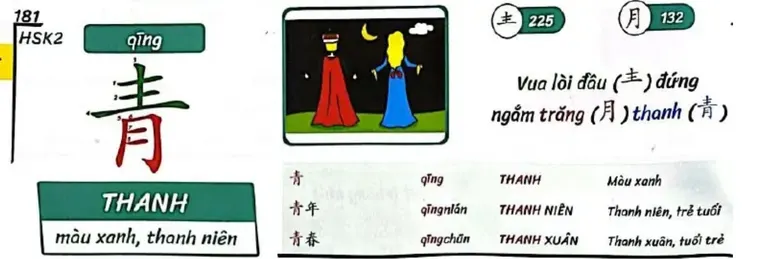 181
HSK2
qīng
青
THANH
màu xanh, thanh niên
龶 225
月 132
Vua lòi đầu (龶) đứng
ngắm trăng (月) thanh (青)
青 qīng THANH Màu xanh
青年 qīngnián THANH NIÊN Thanh niên, trẻ tuổi
青春 qīngchūn THANH XUÂN Thanh xuân, tuổi trẻ